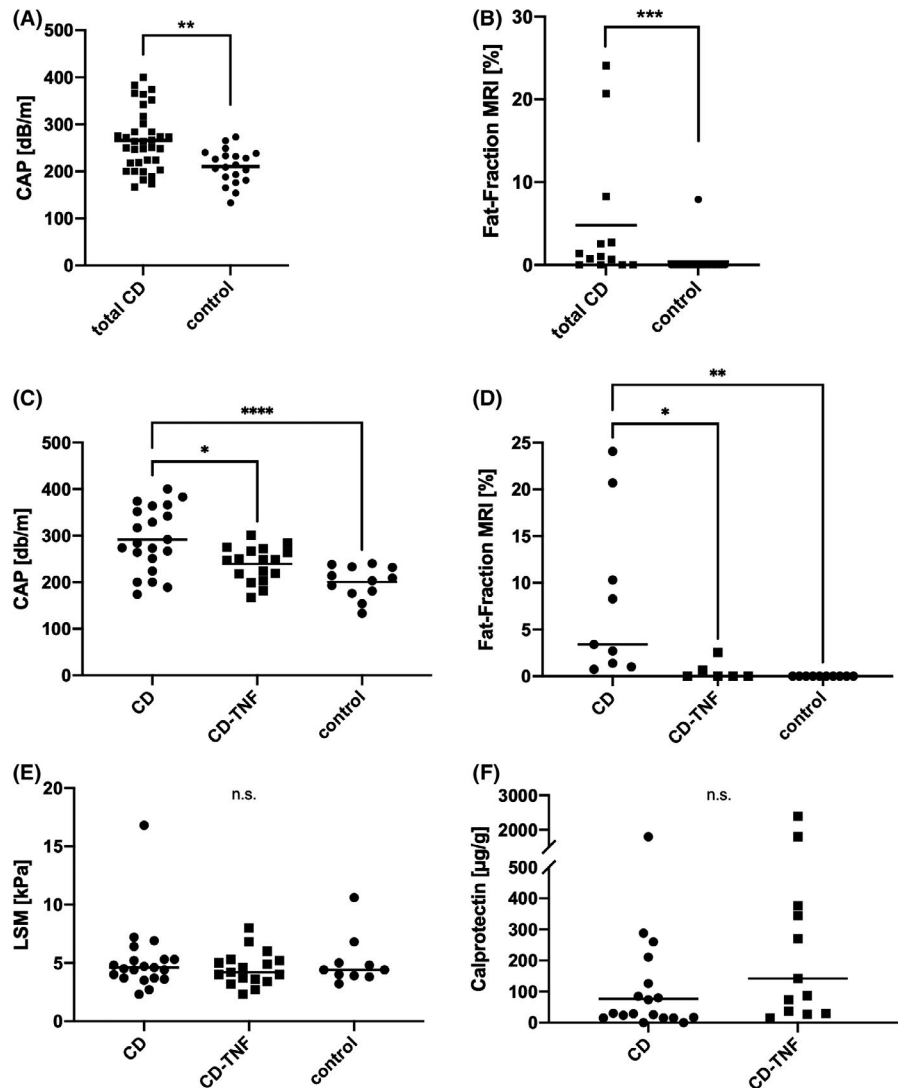 (A)
**
CAP [dB/m]
500
400
300
200
100
0
total CD
control
(B)
***
Fat-Fraction MRI [%]
30
20
10
0
total CD
control
(C)
****
*
CAP [db/m]
500
400
300
200
100
0
CD
CD-TNF
control
(D)
**
*
Fat-Fraction MRI [%]
25
20
15
10
5
0
CD
CD-TNF
control
(E)
n.s.
LSM [kPa]
20
15
10
5
0
CD
CD-TNF
control
(F)
n.s.
Calprotectin [µg/g]
3000
2000
500
400
300
200
100
0
CD
CD-TNF